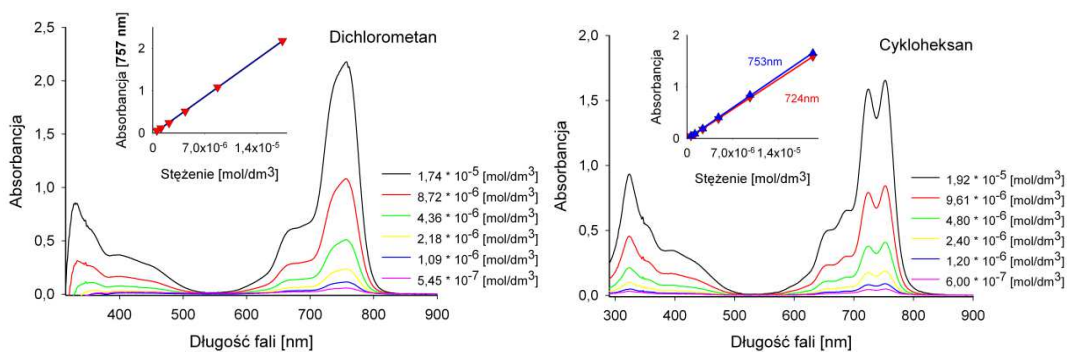 Dichlorometan
Absorbancja
2,5
2,0
1,5
1,0
0,5
0,0
400
500
600
700
800
900
Długość fali [nm]
Absorbancja [757 nm]
2
1
0
0
7,0x10-6
1,4x10-5
Stężenie [mol/dm3]
1,74 * 10-5 [mol/dm3]
8,72 * 10-6 [mol/dm3]
4,36 * 10-6 [mol/dm3]
2,18 * 10-6 [mol/dm3]
1,09 * 10-6 [mol/dm3]
5,45 * 10-7 [mol/dm3]
Cykloheksan
Absorbancja
2,0
1,5
1,0
0,5
0,0
300
400
500
600
700
800
900
Długość fali [nm]
Absorbancja
2
1
0
0
7,0x10-6
1,4x10-5
Stężenie [mol/dm3]
753nm
724nm
1,92 * 10-5 [mol/dm3]
9,61 * 10-6 [mol/dm3]
4,80 * 10-6 [mol/dm3]
2,40 * 10-6 [mol/dm3]
1,20 * 10-6 [mol/dm3]
6,00 * 10-7 [mol/dm3]